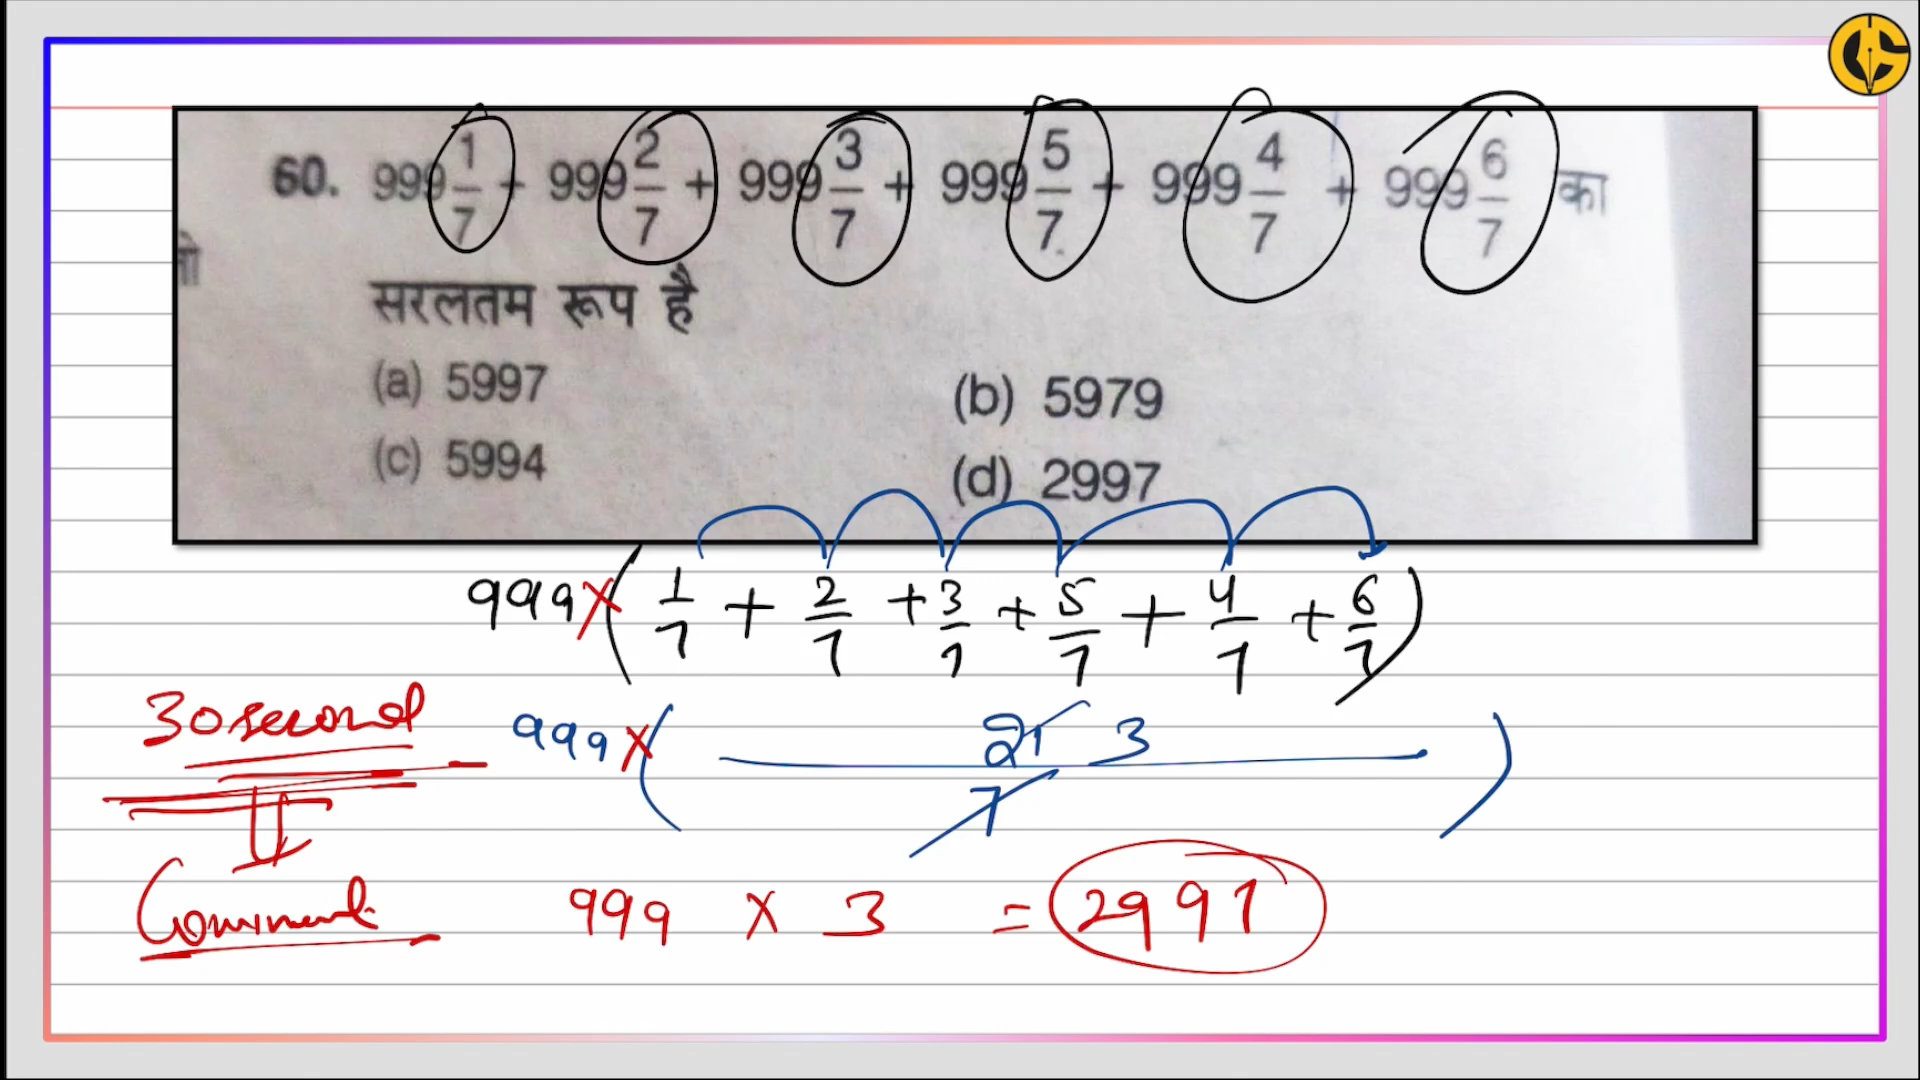 60. 999 1/7 + 999 2/7 + 999 3/7 + 999 5/7 + 999 4/7 + 999 6/7 का
सरलतम रूप है
(a) 5997 (b) 5979
(c) 5994 (d) 2997
999 × ( 1/7 + 2/7 + 3/7 + 5/7 + 4/7 + 6/7 )
30 second
999 × ( 21 3 / 7 )
Comment
999 × 3 = 2997